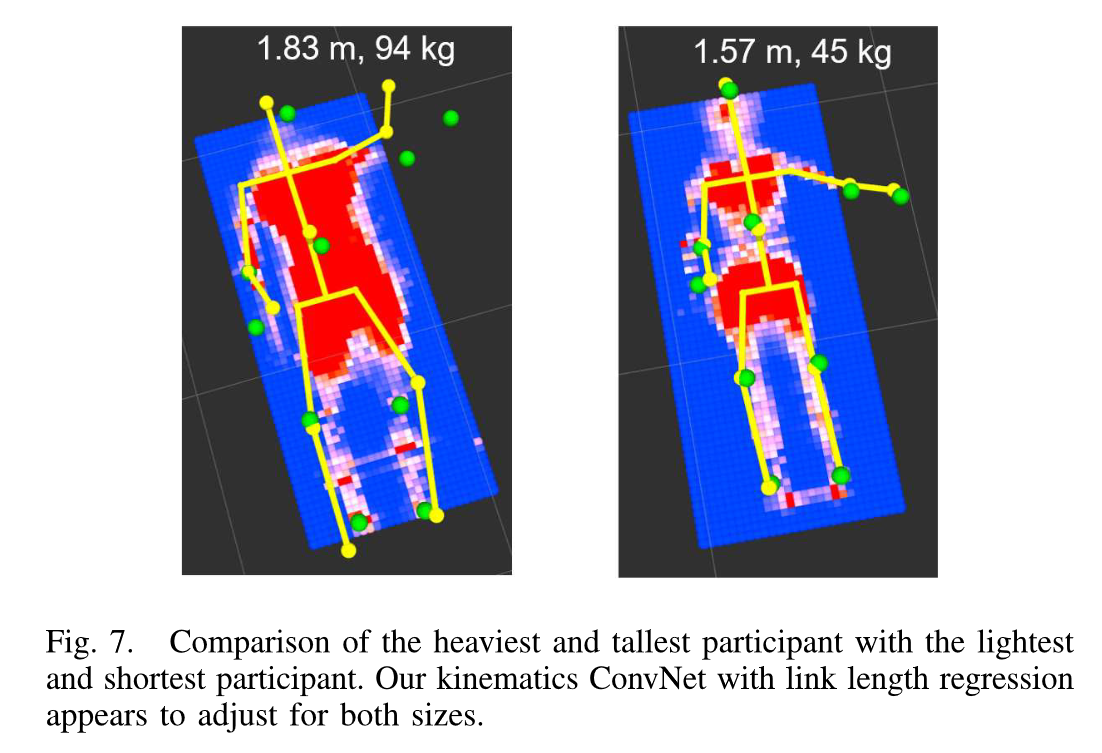 1.83 m, 94 kg
1.57 m, 45 kg
Fig. 7. Comparison of the heaviest and tallest participant with the lightest
and shortest participant. Our kinematics ConvNet with link length regression
appears to adjust for both sizes.